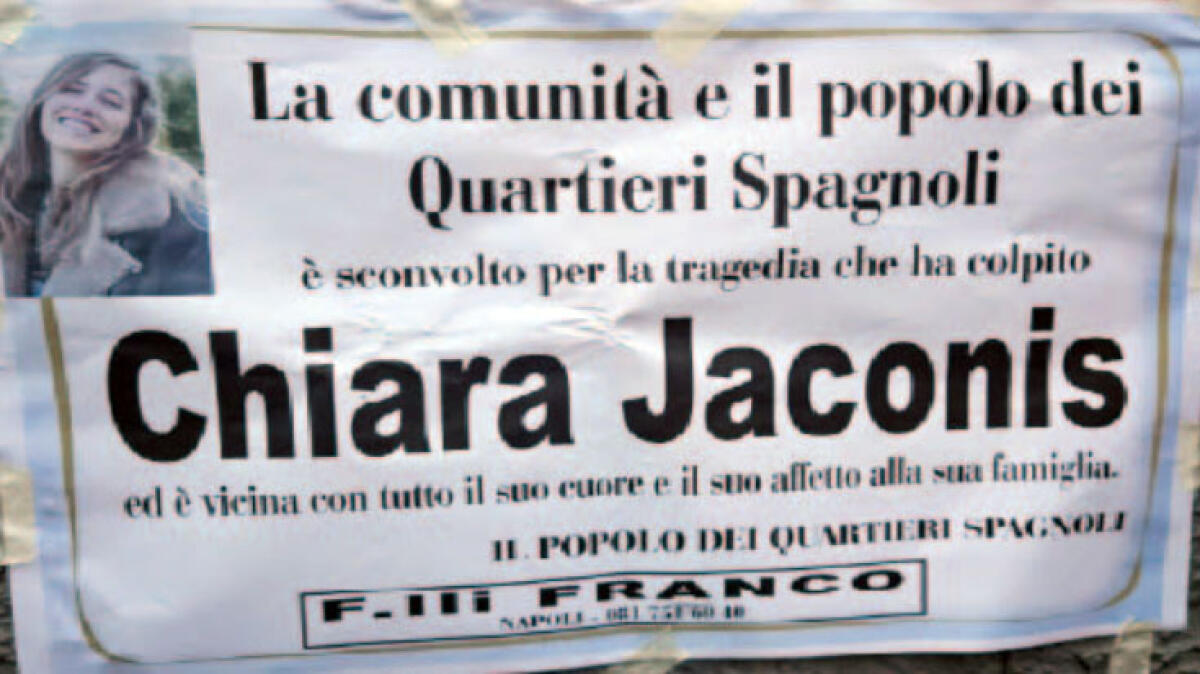 La comunità e il popolo dei
Quartieri Spagnoli
è sconvolto per la tragedia che ha colpito
Chiara Jaconis
ed è vicina con tutto il suo cuore e il suo affetto alla sua famiglia.
IL POPOLO DEI QUARTIERI SPAGNOLI
F-lli FRANCO
NAPOLI - 081